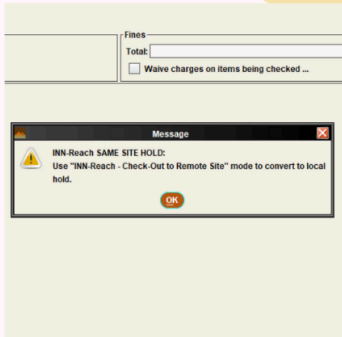 Fines
Total:
Waive charges on items being checked ...
Message
INN-Reach SAME SITE HOLD:
Use "INN-Reach - Check-Out to Remote Site" mode to convert to local
hold.
OK